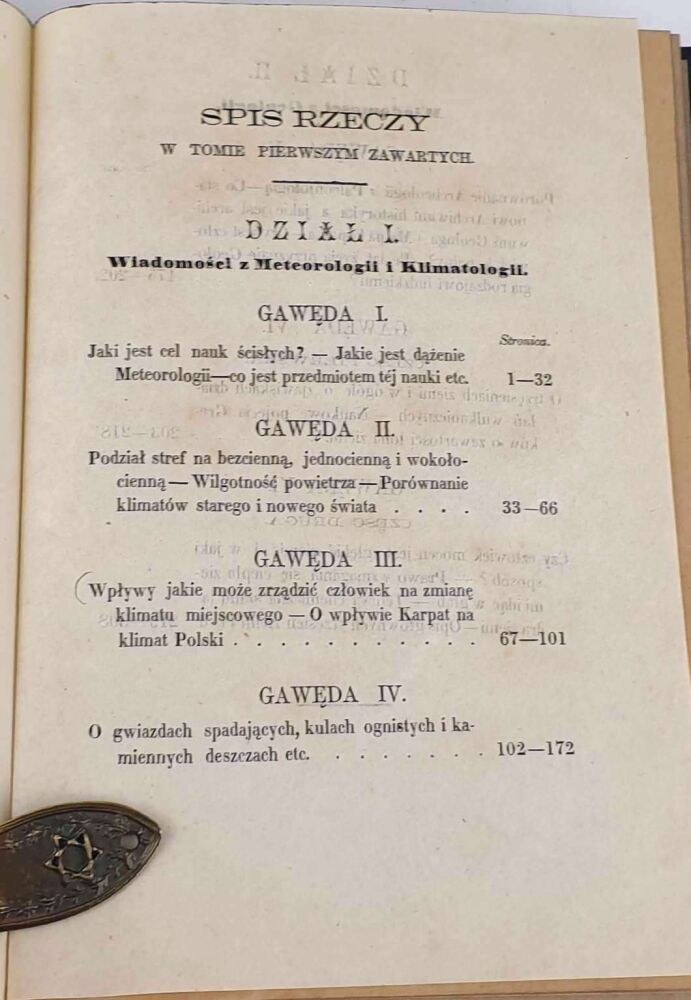 SPIS RZECZY
W TOMIE PIERWSZYM ZAWARTYCH.
DZIAŁ I.
Wiadomości z Meteorologii i Klimatologii.
GAWĘDA I.
Stronica.
Jaki jest cel nauk ścisłych? — Jakie jest dążenie
Meteorologii—co jest przedmiotem téj nauki etc. 1—32
GAWĘDA II.
Podział stref na bezcienną, jednocienną i wokoło-
cienną — Wilgotność powietrza — Porównanie
klimatów starego i nowego świata . . . . 33—66
GAWĘDA III.
Wpływy jakie może zrządzić człowiek na zmianę
klimatu miejscowego — O wpływie Karpat na
klimat Polski . . . . . . . . . . . 67—101
GAWĘDA IV.
O gwiazdach spadających, kulach ognistych i ka-
miennych deszczach etc. . . . . . . . 102—172